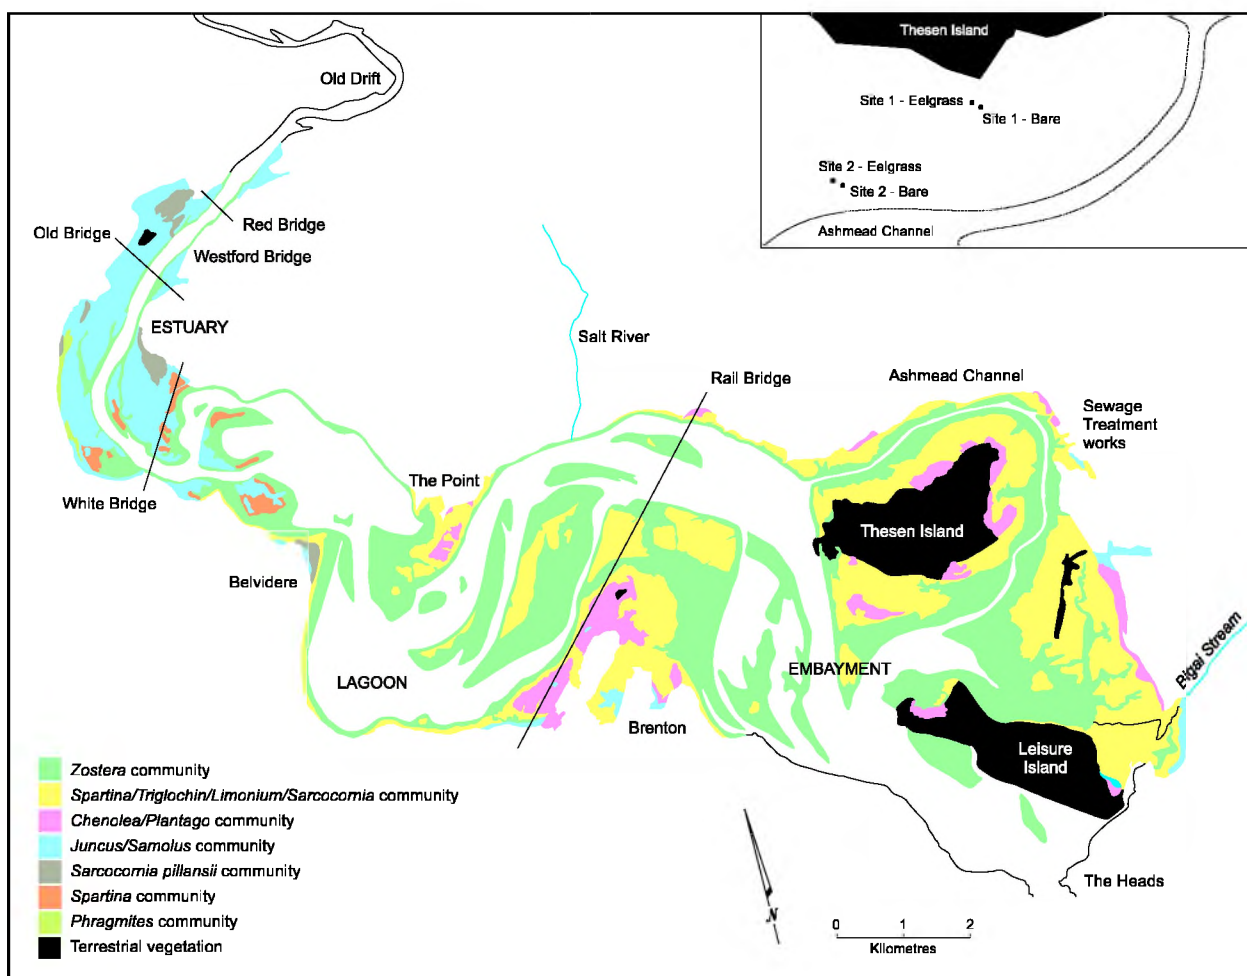 Thesen Island
Old Drift
Site 1 - Eelgrass
Site 1 - Bare
Site 2 - Eelgrass
Site 2 - Bare
Ashmead Channel
Red Bridge
Old Bridge
Westford Bridge
ESTUARY
Salt River
Rail Bridge
Ashmead Channel
Sewage
Treatment
works
The Point
White Bridge
Thesen Island
Belvidere
Bigai Stream
LAGOON
EMBAYMENT
Brenton
Leisure
Island
Zostera community
Spartina/Triglochin/Limonium/Sarcocornia community
Chenolea/Plantago community
Juncus/Samolus community
Sarcocornia pillansii community
Spartina community
Phragmites community
Terrestrial vegetation
The Heads
N
0 1 2
Kilometres